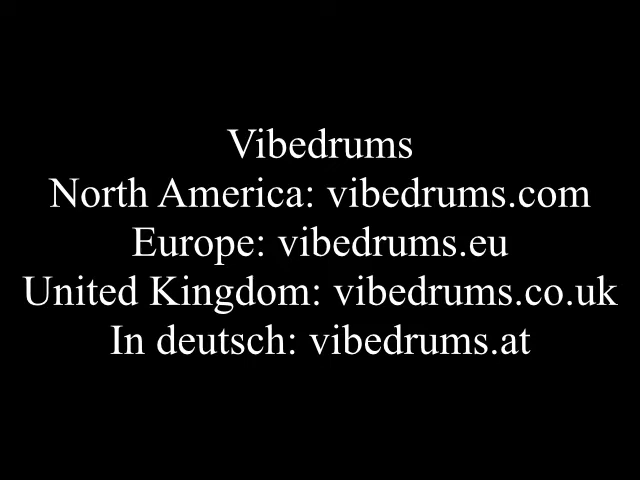 Vibedrums
North America: vibedrums.com
Europe: vibedrums.eu
United Kingdom: vibedrums.co.uk
In deutsch: vibedrums.at